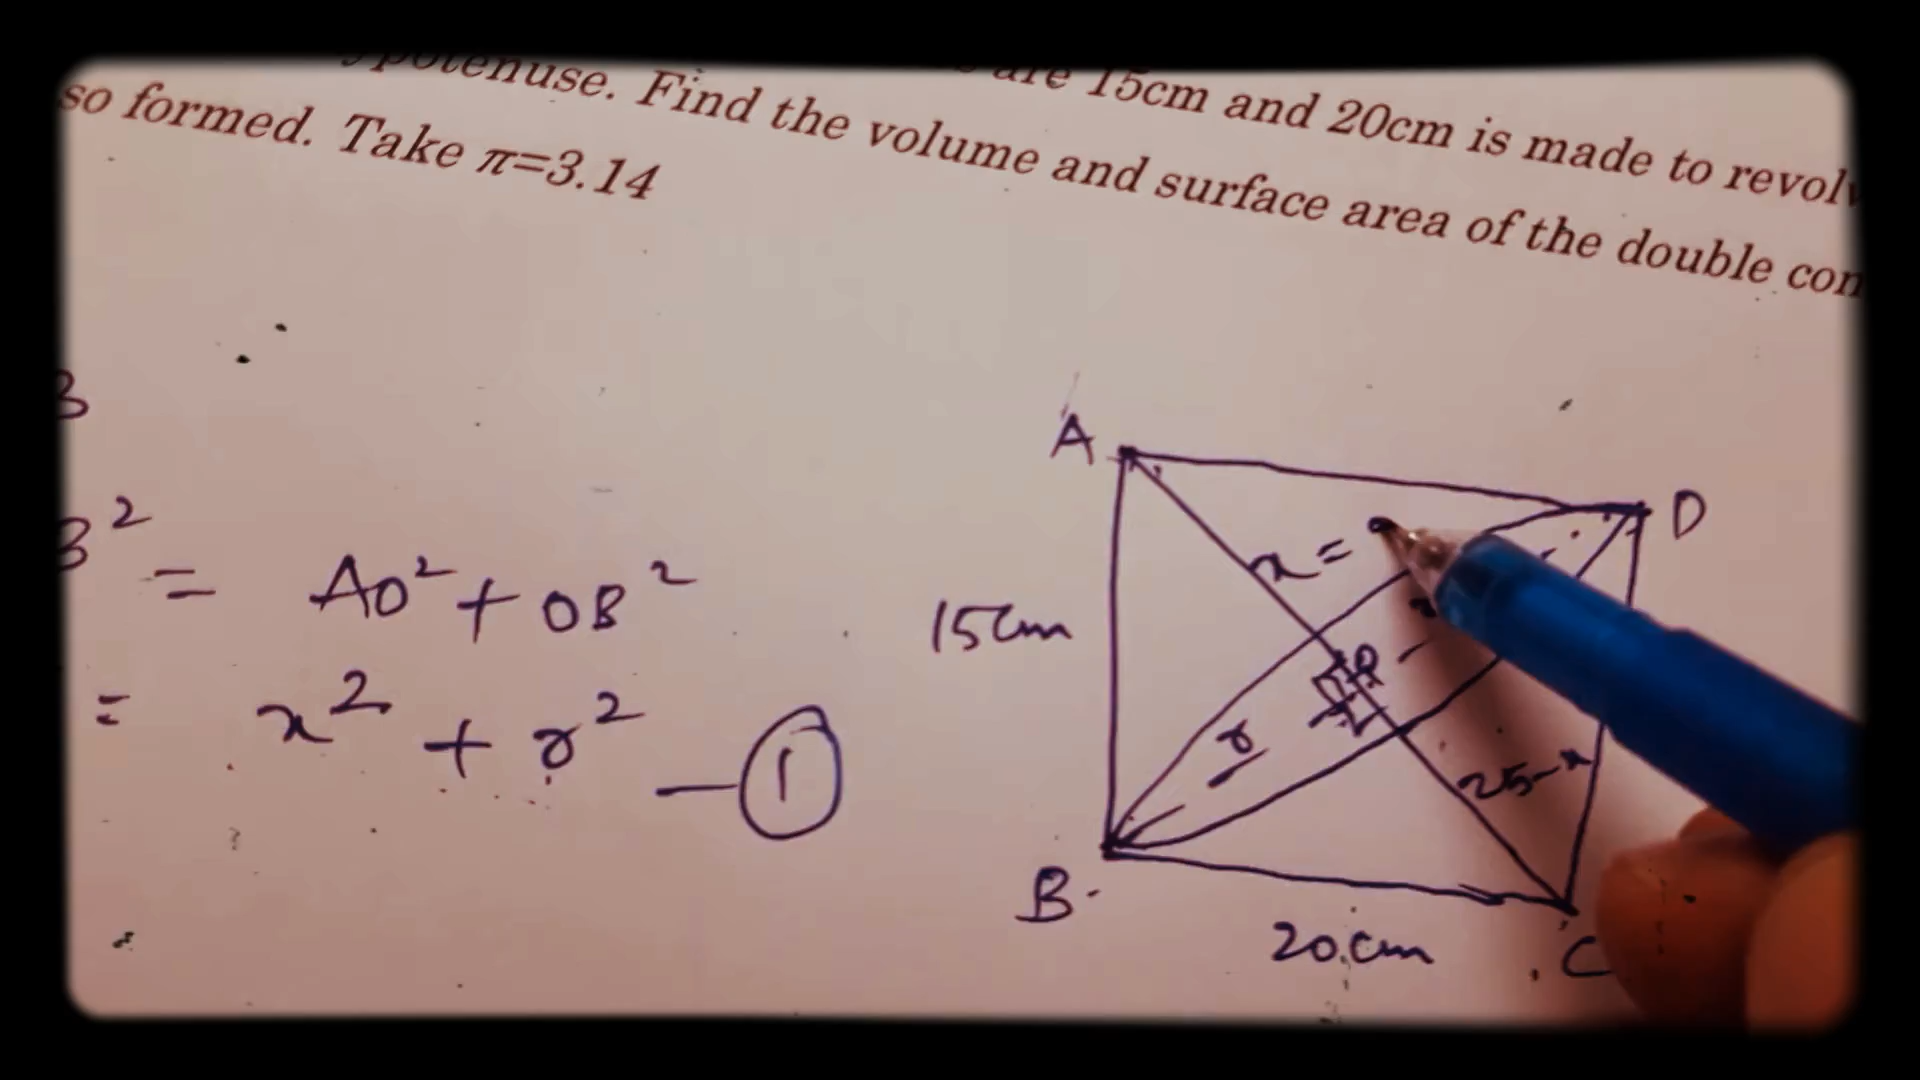 are 15cm and 20cm is made to revol
ypotenuse. Find the volume and surface area of the double con
so formed. Take π=3.14
B
B² = AO² + OB²
= x² + r² — ①
A
D
x =
15cm
r
25-x
B
20cm
C